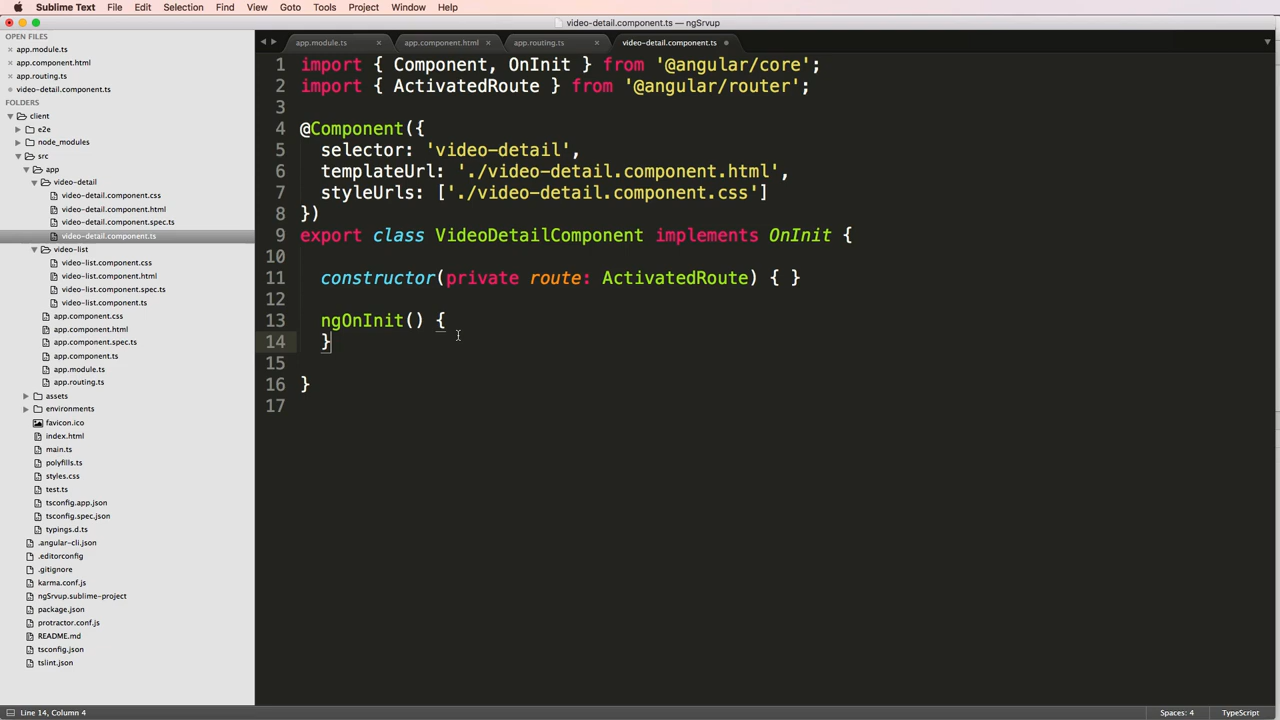 Sublime Text File Edit Selection Find View Goto Tools Project Window Help
video-detail.component.ts — ngSrvup
OPEN FILES
app.module.ts
app.component.html
app.routing.ts
video-detail.component.ts
FOLDERS
client
e2e
node_modules
src
app
video-detail
video-detail.component.css
video-detail.component.html
video-detail.component.spec.ts
video-detail.component.ts
video-list
video-list.component.css
video-list.component.html
video-list.component.spec.ts
video-list.component.ts
app.component.css
app.component.html
app.component.spec.ts
app.component.ts
app.module.ts
app.routing.ts
assets
environments
favicon.ico
index.html
main.ts
polyfills.ts
styles.css
test.ts
tsconfig.app.json
tsconfig.spec.json
typings.d.ts
.angular-cli.json
.editorconfig
.gitignore
karma.conf.js
ngSrvup.sublime-project
package.json
protractor.conf.js
README.md
tsconfig.json
tslint.json
app.module.ts app.component.html app.routing.ts video-detail.component.ts
1 import { Component, OnInit } from '@angular/core';
2 import { ActivatedRoute } from '@angular/router';
3
4 @Component({
5 selector: 'video-detail',
6 templateUrl: './video-detail.component.html',
7 styleUrls: ['./video-detail.component.css']
8 })
9 export class VideoDetailComponent implements OnInit {
10
11 constructor(private route: ActivatedRoute) { }
12
13 ngOnInit() {
14 }
15
16 }
17
Line 14, Column 4 Spaces: 4 TypeScript